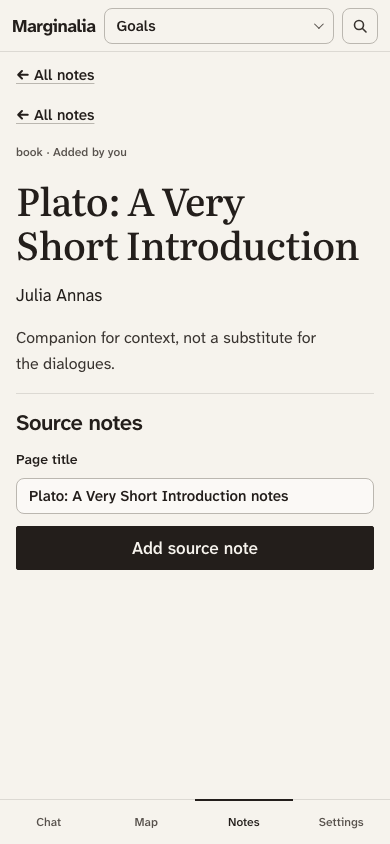 Marginalia
Goals
← All notes
← All notes
book · Added by you
Plato: A Very
Short Introduction
Julia Annas
Companion for context, not a substitute for
the dialogues.
Source notes
Page title
Plato: A Very Short Introduction notes
Add source note
Chat
Map
Notes
Settings